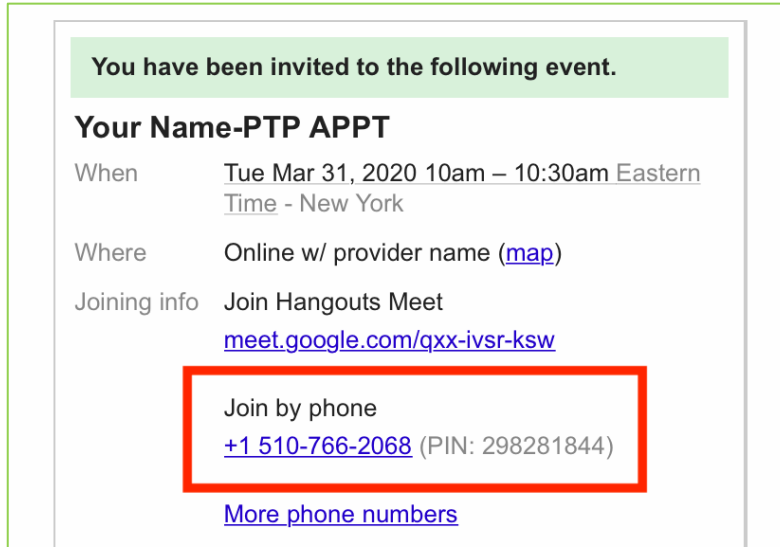 You have been invited to the following event.
Your Name-PTP APPT
When Tue Mar 31, 2020 10am – 10:30am Eastern
Time - New York
Where Online w/ provider name (map)
Joining info Join Hangouts Meet
meet.google.com/qxx-ivsr-ksw
Join by phone
+1 510-766-2068 (PIN: 298281844)
More phone numbers